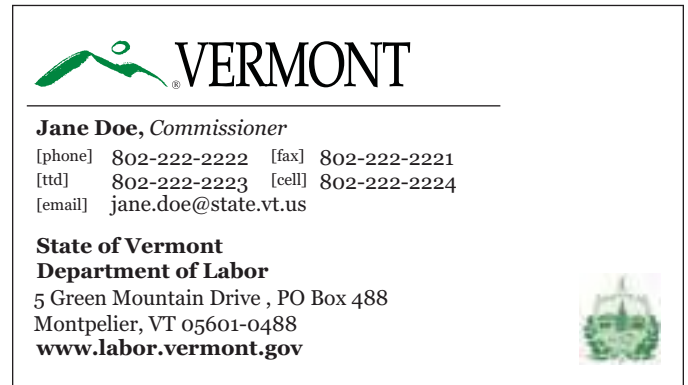 ® VERMONT
Jane Doe, Commissioner
[phone] 802-222-2222 [fax] 802-222-2221
[ttd] 802-222-2223 [cell] 802-222-2224
[email] jane.doe@state.vt.us
State of Vermont
Department of Labor
5 Green Mountain Drive , PO Box 488
Montpelier, VT 05601-0488
www.labor.vermont.gov